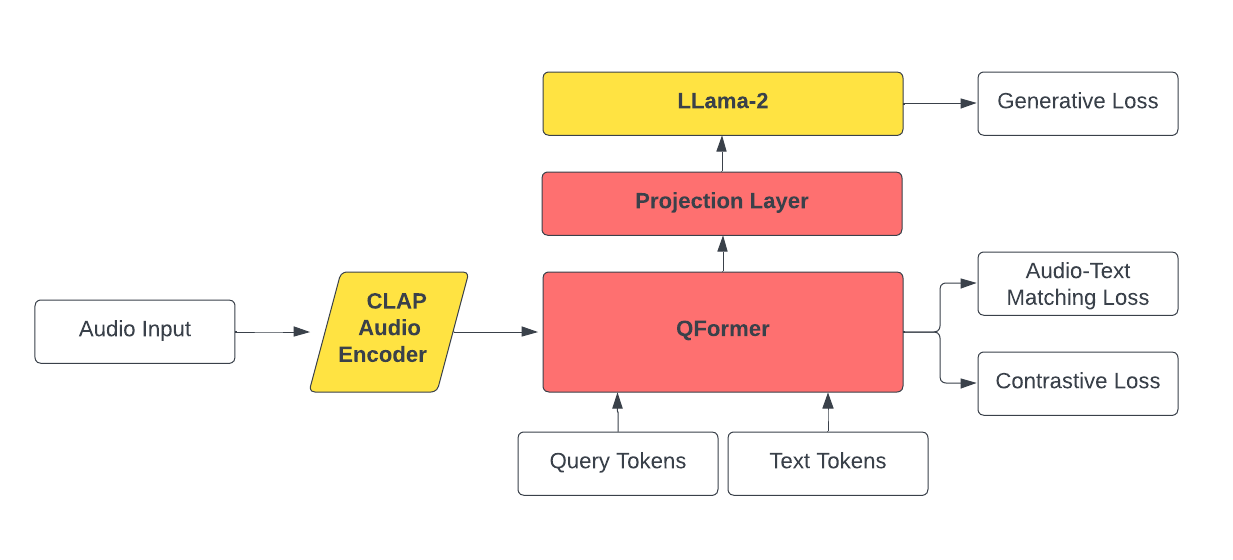 LLama-2
Generative Loss
Projection Layer
Audio Input
CLAP
Audio
Encoder
QFormer
Audio-Text
Matching Loss
Contrastive Loss
Query Tokens
Text Tokens